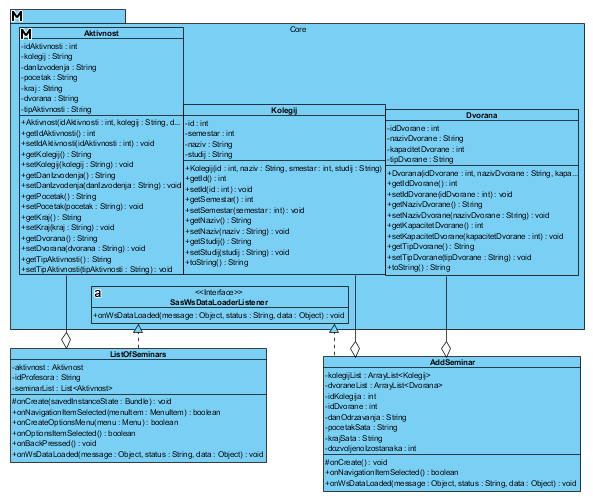 M
Core
M
Aktivnost
-idAktivnosti : int
-kolegij : String
-danIzvodenja : String
-pocetak : String
-kraj : String
-dvorana : String
-tipAktivnosti : String
+Aktivnost(idAktivnosti : int, kolegij : String, d...
+getIdAktivnosti() : int
+setIdAktivnosti(idAktivnosti : int) : void
+getKolegij() : String
+setKolegij(kolegij : String) : void
+getDanIzvodenja() : String
+setDanIzvodenja(danIzvodenja : String) : void
+getPocetak() : String
+setPocetak(pocetak : String) : void
+getKraj() : String
+setKraj(kraj : String) : void
+getDvorana() : String
+setDvorana(dvorana : String) : void
+getTipAktivnosti() : String
+setTipAktivnosti(tipAktivnosti : String) : void
Kolegij
-id : int
-semestar : int
-naziv : String
-studij : String
+Kolegij(id : int, naziv : String, smestar : int, studij : String)
+getId() : int
+setId(id : int) : void
+getSemestar() : int
+setSemestar(semestar : int) : void
+getNaziv() : String
+setNaziv(naziv : String) : void
+getStudij() : String
+setStudij(studij : String) : void
+toString() : String
Dvorana
-idDvorane : int
-nazivDvorane : String
-kapacitetDvorane : int
-tipDvorane : String
+Dvorana(idDvorane : int, nazivDvorane : String, kapa...
+getIdDvorane() : int
+setIdDvorane(idDvorane : int) : void
+getNazivDvorane() : String
+setNazivDvorane(nazivDvorane : String) : void
+getKapacitetDvorane() : int
+setKapacitetDvorane(kapacitetDvorane : int) : void
+getTipDvorane() : String
+setTipDvorane(tipDvorane : String) : void
+toString() : String
a
<<Interface>>
SasWsDataLoaderListener
+onWsDataLoaded(message : Object, status : String, data : Object) : void
ListOfSeminars
-aktivnost : Aktivnost
-idProfesora : String
-seminarList : List<Aktivnost>
#onCreate(savedInstanceState : Bundle) : void
+onNavigationItemSelected(menuItem : MenuItem) : boolean
+onCreateOptionsMenu(menu : Menu) : boolean
+onOptionsItemSelected() : boolean
+onBackPressed() : void
+onWsDataLoaded(message : Object, status : String, data : Object) : void
AddSeminar
-kolegijList : ArrayList<Kolegij>
-dvoraneList : ArrayList<Dvorana>
-idKolegija : int
-idDvorane : int
-danOdrzavanja : String
-pocetakSata : String
-krajSata : String
-dozvoljenoIzostanaka : int
#onCreate() : void
+onNavigationItemSelected() : boolean
+onWsDataLoaded(message : Object, status : String, data : Object) : void